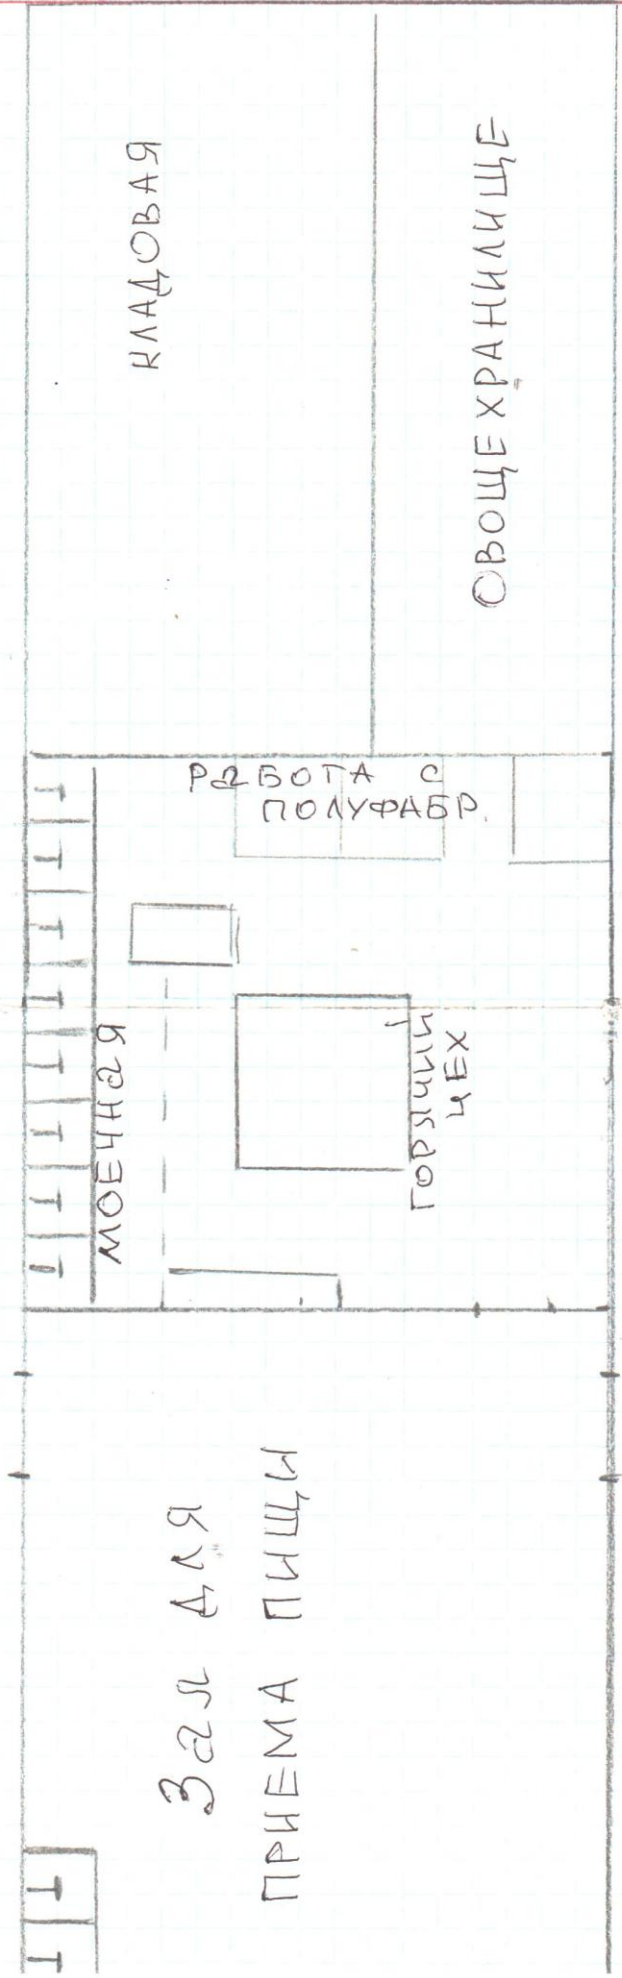 КЛАДОВАЯ
ОВОЩЕХРАНИЛИЩЕ
РАБОТА С
ПОЛУФАБР.
МОЕЧНАЯ
ГОРЯЧИЙ
ЦЕХ
Зал для
ПРИЕМА ПИЩИ